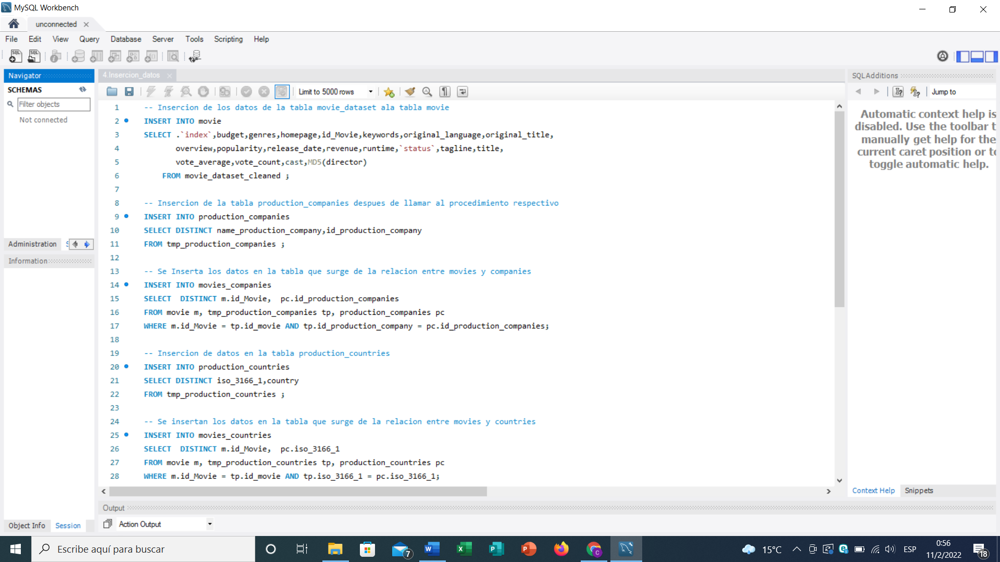 MySQL Workbench
unconnected
File Edit View Query Database Server Tools Scripting Help
Navigator
SCHEMAS
Filter objects
Not connected
Administration
Information
Object Info Session
4.Insercion_datos
Limit to 5000 rows
1 -- Insercion de los datos de la tabla movie_dataset ala tabla movie
2 INSERT INTO movie
3 SELECT .`index`,budget,genres,homepage,id_Movie,keywords,original_language,original_title,
4 overview,popularity,release_date,revenue,runtime,`status`,tagline,title,
5 vote_average,vote_count,cast,MD5(director)
6 FROM movie_dataset_cleaned ;
7
8 -- Insercion de la tabla production_companies despues de llamar al procedimiento respectivo
9 INSERT INTO production_companies
10 SELECT DISTINCT name_production_company,id_production_company
11 FROM tmp_production_companies ;
12
13 -- Se Inserta los datos en la tabla que surge de la relacion entre movies y companies
14 INSERT INTO movies_companies
15 SELECT  DISTINCT m.id_Movie,  pc.id_production_companies
16 FROM movie m, tmp_production_companies tp, production_companies pc
17 WHERE m.id_Movie = tp.id_movie AND tp.id_production_company = pc.id_production_companies;
18
19 -- Insercion de datos en la tabla production_countries
20 INSERT INTO production_countries
21 SELECT DISTINCT iso_3166_1,country
22 FROM tmp_production_countries ;
23
24 -- Se insertan los datos en la tabla que surge de la relacion entre movies y countries
25 INSERT INTO movies_countries
26 SELECT  DISTINCT m.id_Movie,  pc.iso_3166_1
27 FROM movie m, tmp_production_countries tp, production_countries pc
28 WHERE m.id_Movie = tp.id_movie AND tp.iso_3166_1 = pc.iso_3166_1;
Output
Action Output
SQLAdditions
Jump to
Automatic context help is
disabled. Use the toolbar t
manually get help for the
current caret position or to
toggle automatic help.
Context Help Snippets
Escribe aquí para buscar
7
15°C
ESP
0:56
11/2/2022
18